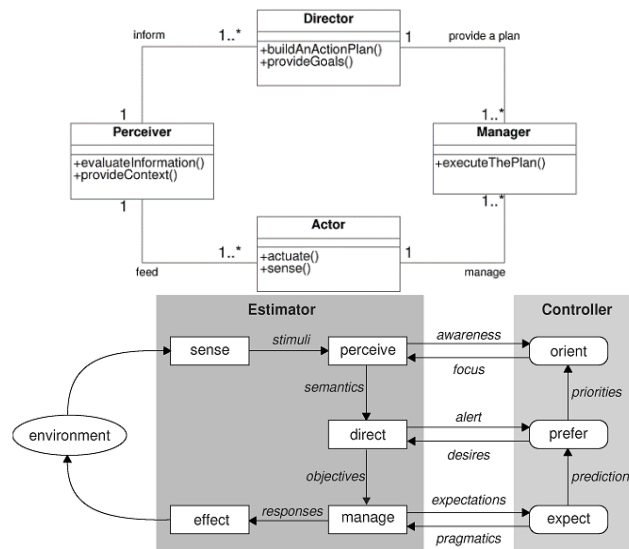 Director
inform
1..*
+buildAnActionPlan()
+provideGoals()
1
provide a plan
1
Perceiver
+evaluateInformation()
+provideContext()
1
1..*
Manager
+executeThePlan()
1..*
Actor
1..*
+actuate()
+sense()
1
feed
manage
Estimator
Controller
sense
stimuli
perceive
awareness
focus
orient
semantics
priorities
environment
direct
alert
desires
prefer
objectives
prediction
effect
responses
manage
expectations
pragmatics
expect